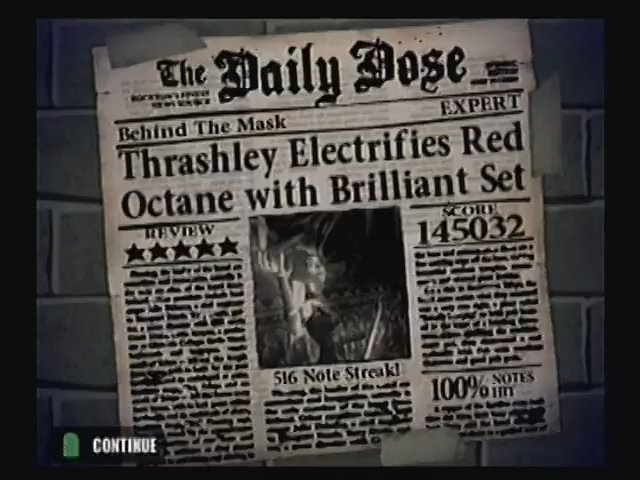 The Daily Dose
EXPERT
Behind The Mask
Thrashley Electrifies Red
Octane with Brilliant Set
REVIEW
SCORE
145032
516 Note Streak!
100% NOTES
HIT
CONTINUE